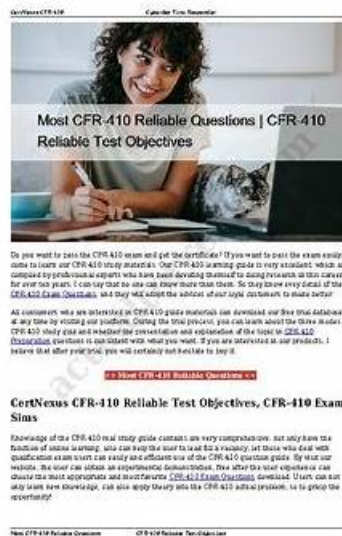 CertNexus CFR-410
Most CFR-410 Reliable Questions | CFR-410
Reliable Test Objectives
Do you want to pass the CFR-410 exam and get the certificate? If you want to pass the exam easily,
come to learn our CFR-410 study materials. Our CFR-410 learning guide is very excellent, which is
compiled by professional experts who have been devoting themself to doing research in this career
for over ten years. I can say that no one can know more than them. So they know every detail of the
CFR-410 Exam Questions, and they will adopt the advices of our loyal customers to make better
All consumers who are interested in CFR-410 guide materials can download our free trial database
at any time by visiting our platform. During the trial process, you can learn about the three modes of
CFR-410 study quiz and whether the presentation and explanation of the topic in CFR-410
Preparation questions is consistent with what you want. If you are interested in our products, I
believe that after your trial, you will certainly not hesitate to buy it.
>> Most CFR-410 Reliable Questions <<
CertNexus CFR-410 Reliable Test Objectives, CFR-410 Exam
Sims
Knowledge of the CFR-410 real study guide contains are very comprehensive, not only have the
function of online learning, also can help the user to leak fix a vacancy, let those who deal with
qualification exam users can easily and efficient use of the CFR-410 question guide. By visit our
website, the user can obtain an experimental demonstration, free after the user experience can
choose the most appropriate and most favorite CFR-410 Exam Questions download. Users can not
only learn new knowledge, can also apply theory into the CFR-410 actual problem, so to grasp the
opportunity!
Most CFR-410 Reliable Questions
CFR-410 Reliable Test Objectives